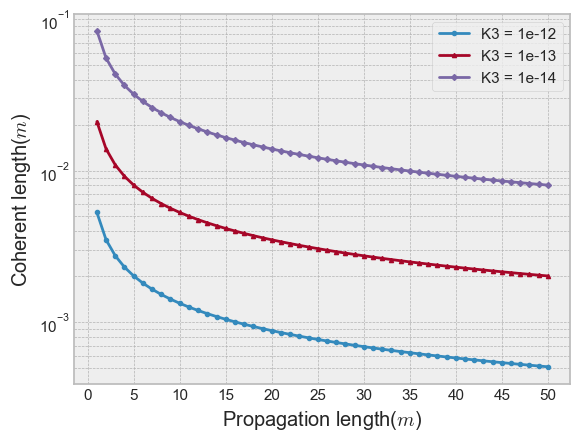 10⁻¹
10⁻²
10⁻³
Coherent length(m)
K3 = 1e-12
K3 = 1e-13
K3 = 1e-14
0 5 10 15 20 25 30 35 40 45 50
Propagation length(m)